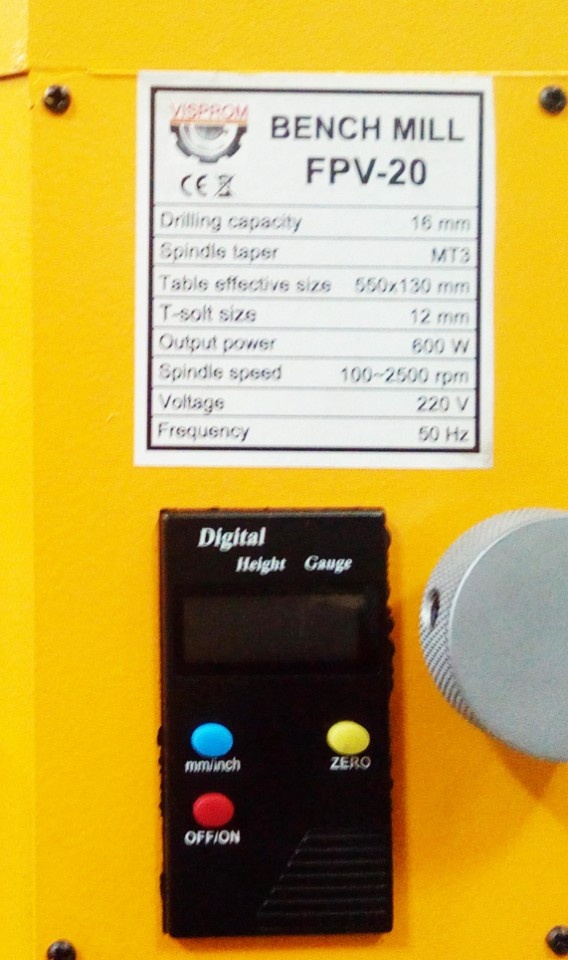 VISPROM
BENCH MILL
FPV-20
CE
Drilling capacity 16 mm
Spindle taper MT3
Table effective size 550x130 mm
T-solt size 12 mm
Output power 600 W
Spindle speed 100~2500 rpm
Voltage 220 V
Frequency 50 Hz
Digital
Height Gauge
mm/inch
ZERO
OFF/ON